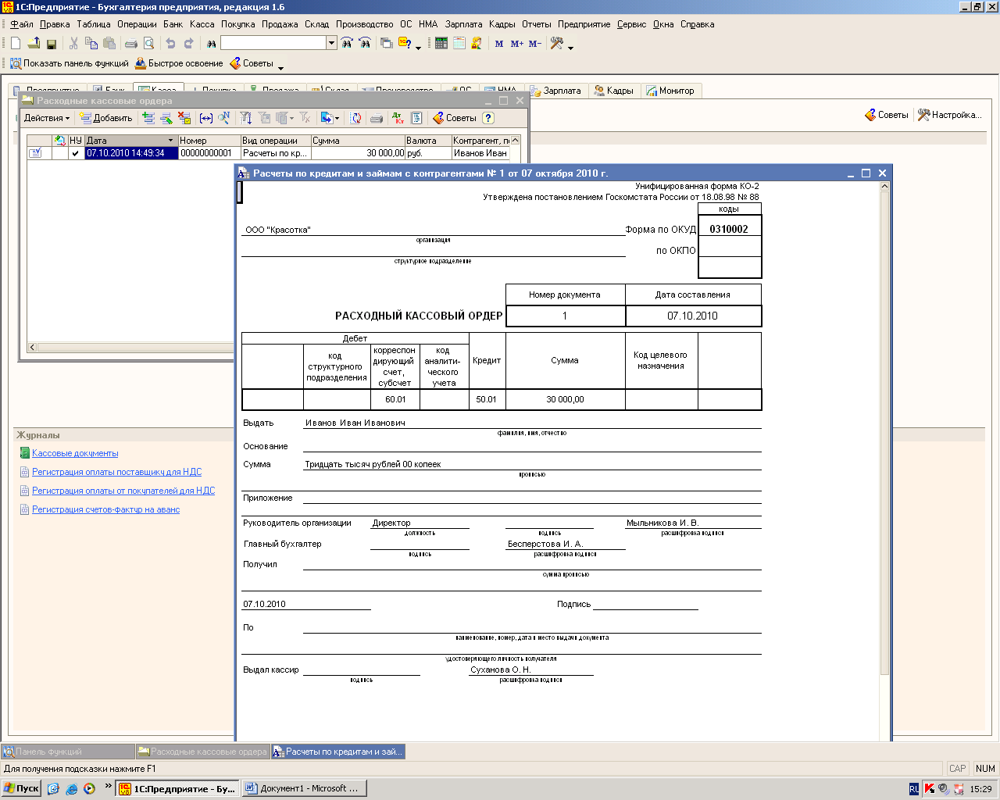 1С:Предприятие - Бухгалтерия предприятия, редакция 1.6
Файл Правка Таблица Операции Банк Касса Покупка Продажа Склад Производство ОС НМА Зарплата Кадры Отчеты Предприятие Сервис Окна Справка
M M+ M-
Показать панель функций Быстрое освоение Советы
Предприятие Банк Касса Покупка Продажа Склад Производство ОС НМА Зарплата Кадры Монитор
Советы Настройка...
Расходные кассовые ордера
Действия Добавить Дт Кт Советы ?
НУ Дата Номер Вид операции Сумма Валюта Контрагент, п
07.10.2010 14:49:34 00000000001 Расчеты по кр... 30 000,00 руб. Иванов Иван
Расчеты по кредитам и займам с контрагентами № 1 от 07 октября 2010 г.
Унифицированная форма КО-2
Утверждена постановлением Госкомстата России от 18.08.98 № 88
коды
ООО "Красотка" Форма по ОКУД 0310002
организация
по ОКПО
структурное подразделение
Номер документа Дата составления
РАСХОДНЫЙ КАССОВЫЙ ОРДЕР 1 07.10.2010
Дебет
код структурного подразделения
корреспон дирующий счет, субсчет
код аналити- ческого учета
Кредит
Сумма
Код целевого назначения
60.01 50.01 30 000,00
Выдать Иванов Иван Иванович
фамилия, имя, отчество
Основание
Сумма Тридцать тысяч рублей 00 копеек
прописью
Приложение
Руководитель организации Директор Мыльникова И. В.
должность подпись расшифровка подписи
Главный бухгалтер Бесперстова И. А.
подпись расшифровка подписи
Получил
сумма прописью
07.10.2010 Подпись
По
наименование, номер, дата и место выдачи документа
удостоверяющего личность получателя
Выдал кассир Суханова О. Н.
подпись расшифровка подписи
Журналы
Кассовые документы
Регистрация оплаты поставщику для НДС
Регистрация оплаты от покупателей для НДС
Регистрация счетов-фактур на аванс
Панель функций Расходные кассовые ордера Расчеты по кредитам и зай...
Для получения подсказки нажмите F1 CAP NUM
Пуск » 1С:Предприятие - Бу... Документ1 - Microsoft ... RU 15:29